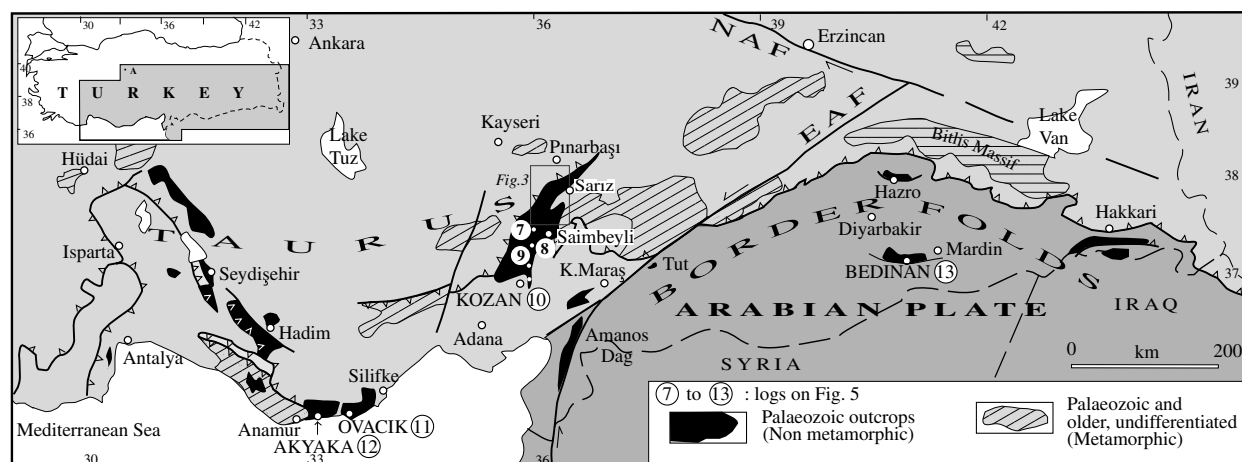 30
36
42
40
38
36
A
T U R K E Y
33
36
39
42
39
38
37
30
33
36
Ankara
NAF
Erzincan
EAF
IRAN
Lake
Van
Bitlis Massif
Lake
Tuz
Kayseri
Pınarbaşı
Fig.3
Sarız
Hüdai
Hazro
Hakkari
Isparta
TAURUS
7
Saimbeyli
8
9
Seydişehir
K.Maraş
Tut
BORDER FOLDS
Diyarbakir
Mardin
BEDINAN 13
KOZAN 10
ARABIAN PLATE
IRAQ
Hadim
Adana
Amanos
Dag
SYRIA
Antalya
Silifke
0 km 200
Mediterranean Sea
Anamur
OVACIK 11
AKYAKA 12
7 to 13 : logs on Fig. 5
Palaeozoic outcrops
(Non metamorphic)
Palaeozoic and
older, undifferentiated
(Metamorphic)